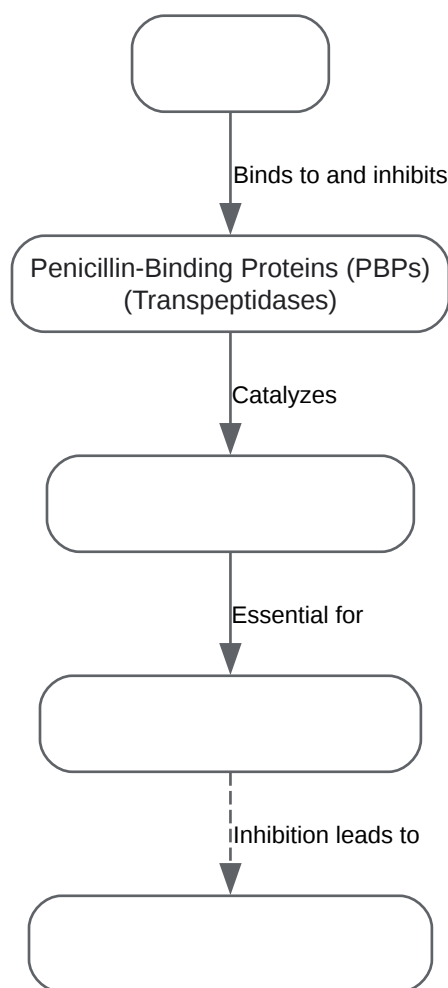 Binds to and inhibits
Penicillin-Binding Proteins (PBPs)
(Transpeptidases)
Catalyzes
Essential for
Inhibition leads to